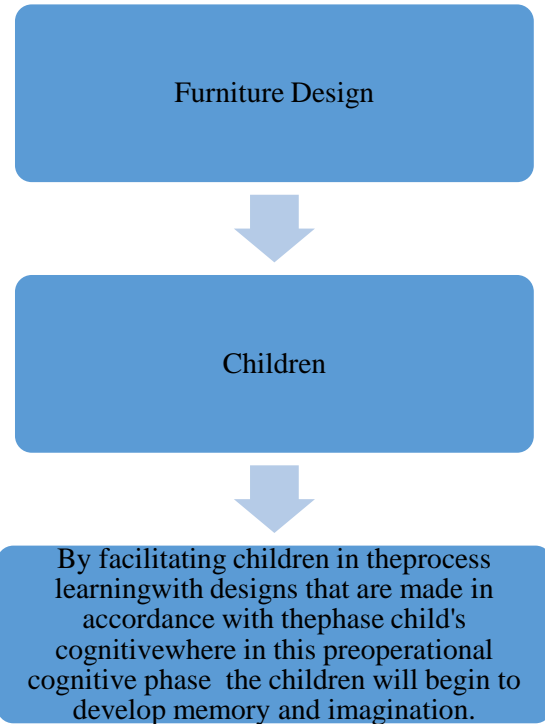 Furniture Design
Children
By facilitating children in theprocess
learningwith designs that are made in
accordance with thephase child's
cognitivewhere in this preoperational
cognitive phase  the children will begin to
develop memory and imagination.